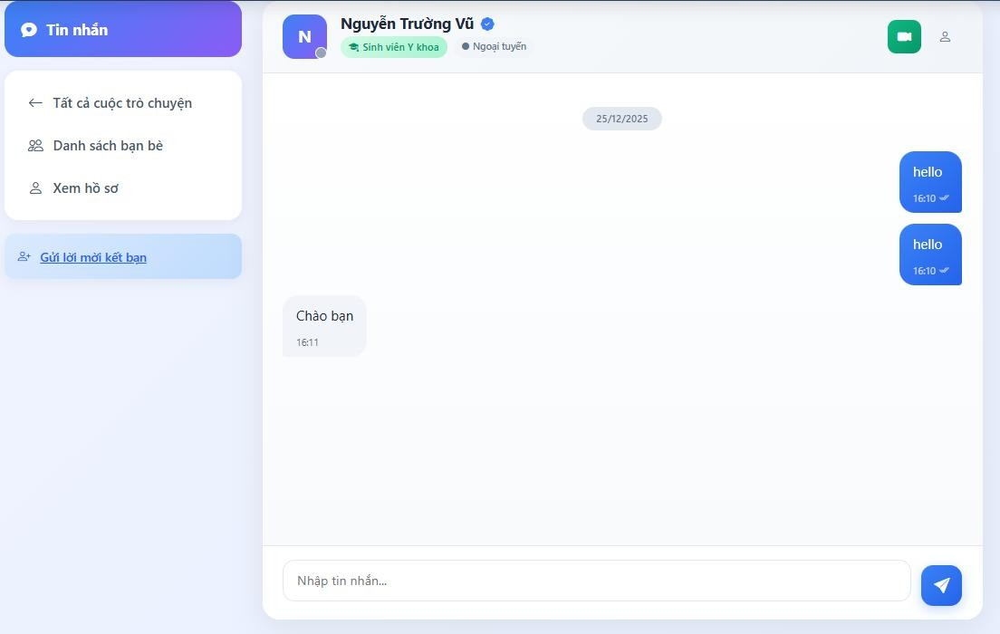 Tin nhắn
Tất cả cuộc trò chuyện
Danh sách bạn bè
Xem hồ sơ
Gửi lời mời kết bạn
N
Nguyễn Trường Vũ
Sinh viên Y khoa
Ngoại tuyến
25/12/2025
hello
16:10
hello
16:10
Chào bạn
16:11
Nhập tin nhắn...